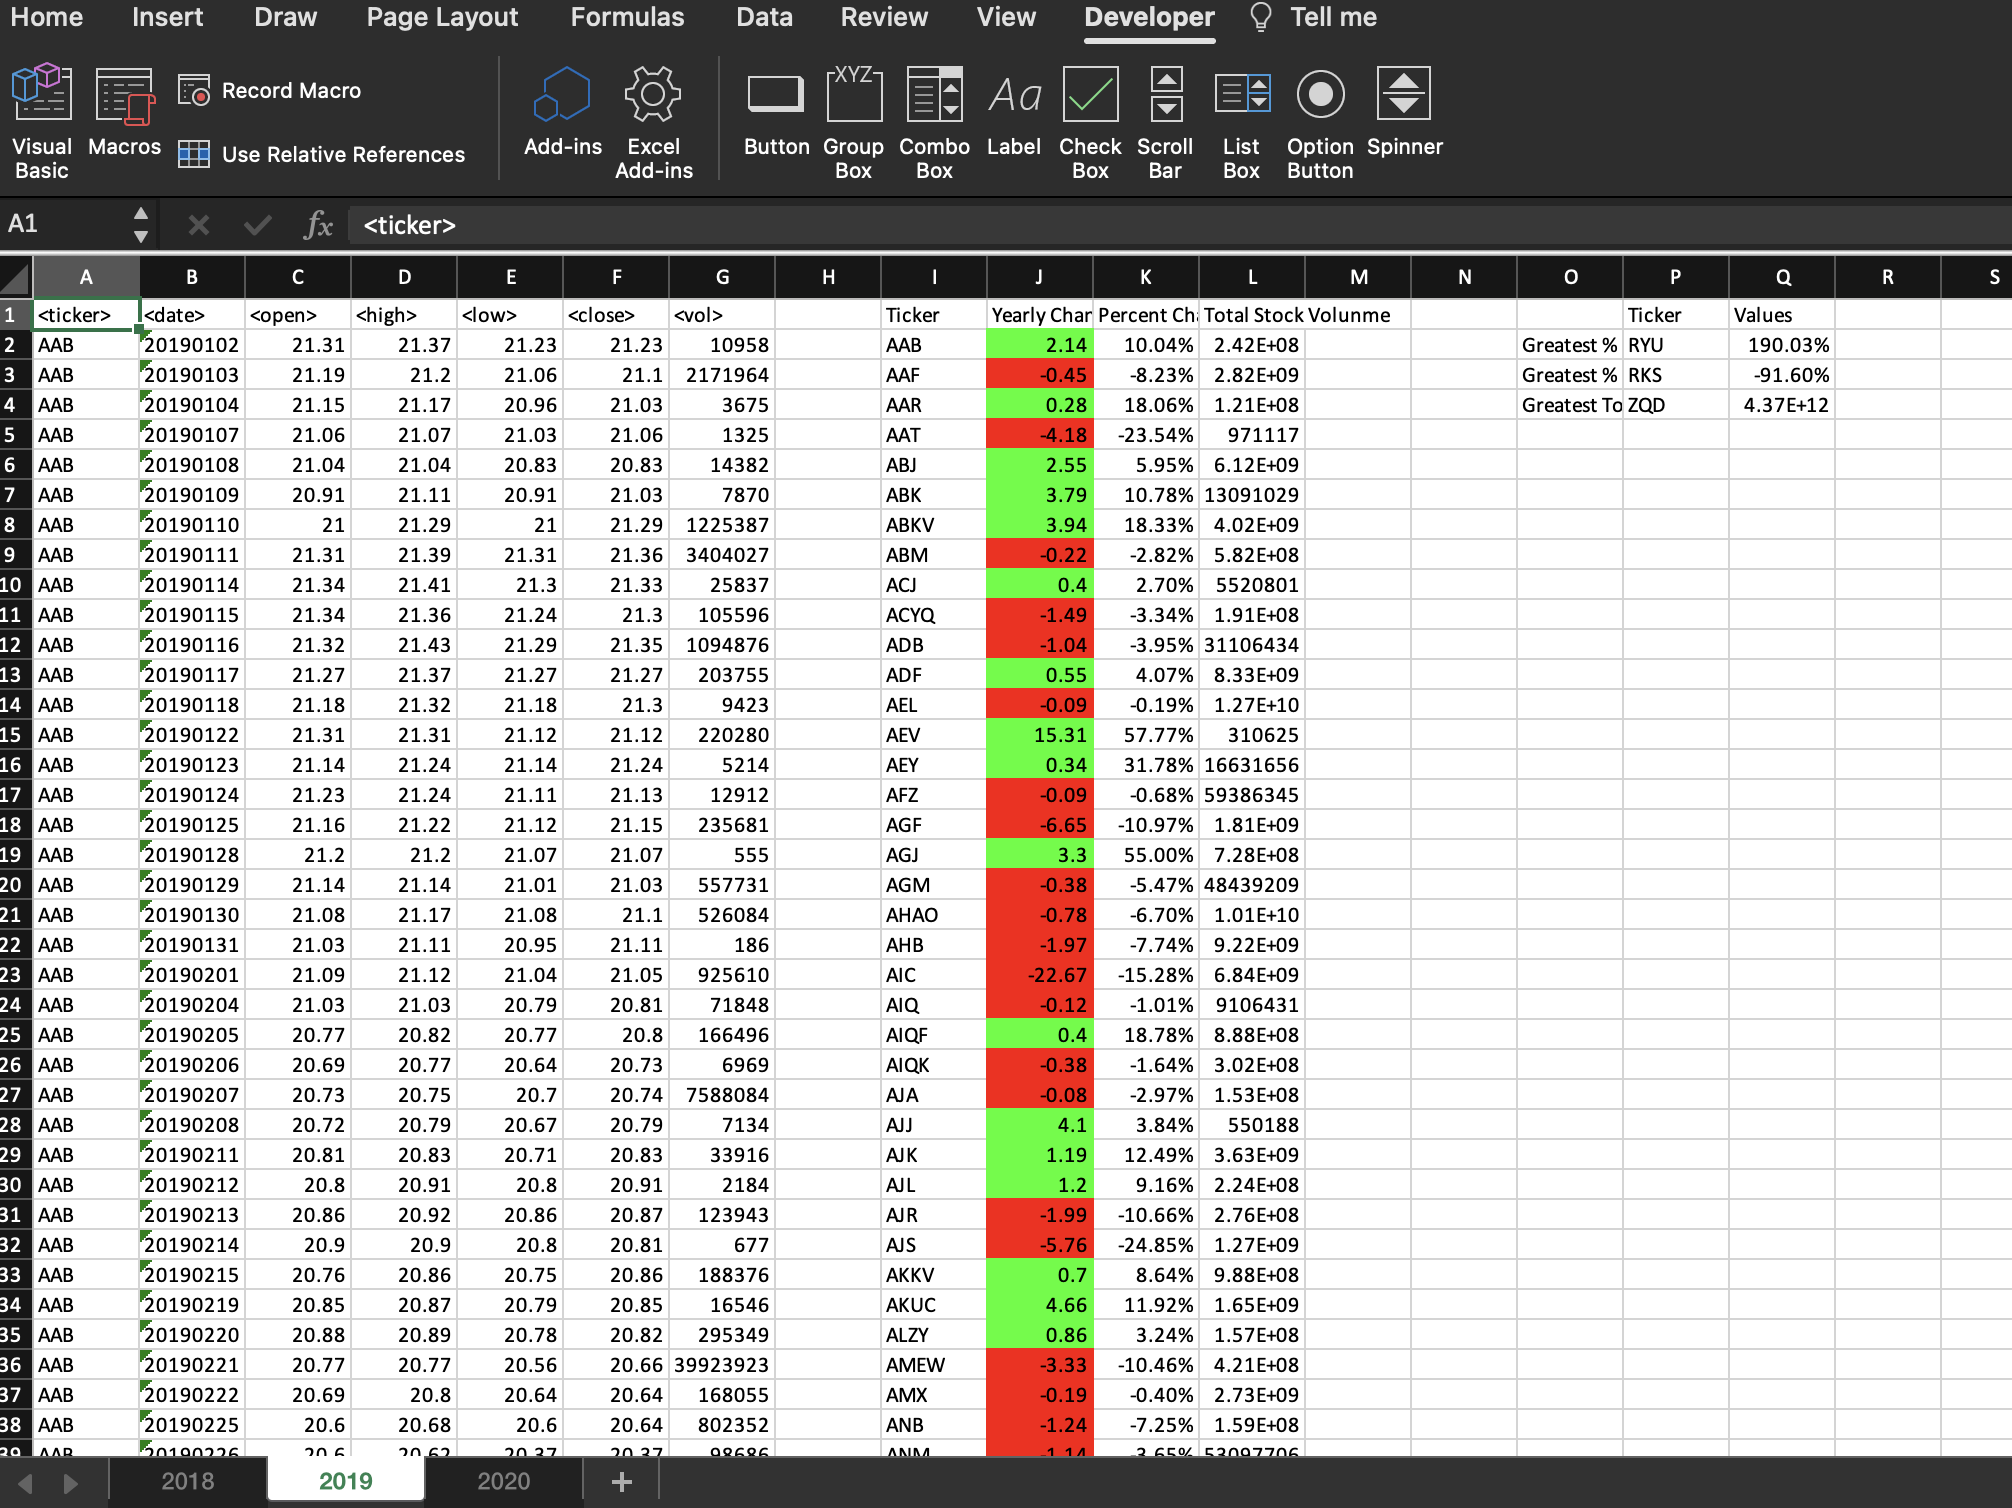 Home Insert Draw Page Layout Formulas Data Review View Developer Tell me
Visual Basic Macros Record Macro Use Relative References Add-ins Excel Add-ins Button Group Box Combo Box Label Check Box Scroll Bar List Box Option Button Spinner
XYZ Aa
A1 fx <ticker>
A B C D E F G H I J K L M N O P Q R S
1 <ticker> <date> <open> <high> <low> <close> <vol> Ticker Yearly Char Percent Cha Total Stock Volunme Ticker Values
2 AAB 20190102 21.31 21.37 21.23 21.23 10958 AAB 2.14 10.04% 2.42E+08 Greatest % RYU 190.03%
3 AAB 20190103 21.19 21.2 21.06 21.1 2171964 AAF -0.45 -8.23% 2.82E+09 Greatest % RKS -91.60%
4 AAB 20190104 21.15 21.17 20.96 21.03 3675 AAR 0.28 18.06% 1.21E+08 Greatest To ZQD 4.37E+12
5 AAB 20190107 21.06 21.07 21.03 21.06 1325 AAT -4.18 -23.54% 971117
6 AAB 20190108 21.04 21.04 20.83 20.83 14382 ABJ 2.55 5.95% 6.12E+09
7 AAB 20190109 20.91 21.11 20.91 21.03 7870 ABK 3.79 10.78% 13091029
8 AAB 20190110 21 21.29 21 21.29 1225387 ABKV 3.94 18.33% 4.02E+09
9 AAB 20190111 21.31 21.39 21.31 21.36 3404027 ABM -0.22 -2.82% 5.82E+08
10 AAB 20190114 21.34 21.41 21.3 21.33 25837 ACJ 0.4 2.70% 5520801
11 AAB 20190115 21.34 21.36 21.24 21.3 105596 ACYQ -1.49 -3.34% 1.91E+08
12 AAB 20190116 21.32 21.43 21.29 21.35 1094876 ADB -1.04 -3.95% 31106434
13 AAB 20190117 21.27 21.37 21.27 21.27 203755 ADF 0.55 4.07% 8.33E+09
14 AAB 20190118 21.18 21.32 21.18 21.3 9423 AEL -0.09 -0.19% 1.27E+10
15 AAB 20190122 21.31 21.31 21.12 21.12 220280 AEV 15.31 57.77% 310625
16 AAB 20190123 21.14 21.24 21.14 21.24 5214 AEY 0.34 31.78% 16631656
17 AAB 20190124 21.23 21.24 21.11 21.13 12912 AFZ -0.09 -0.68% 59386345
18 AAB 20190125 21.16 21.22 21.12 21.15 235681 AGF -6.65 -10.97% 1.81E+09
19 AAB 20190128 21.2 21.2 21.07 21.07 555 AGJ 3.3 55.00% 7.28E+08
20 AAB 20190129 21.14 21.14 21.01 21.03 557731 AGM -0.38 -5.47% 48439209
21 AAB 20190130 21.08 21.17 21.08 21.1 526084 AHAO -0.78 -6.70% 1.01E+10
22 AAB 20190131 21.03 21.11 20.95 21.11 186 AHB -1.97 -7.74% 9.22E+09
23 AAB 20190201 21.09 21.12 21.04 21.05 925610 AIC -22.67 -15.28% 6.84E+09
24 AAB 20190204 21.03 21.03 20.79 20.81 71848 AIQ -0.12 -1.01% 9106431
25 AAB 20190205 20.77 20.82 20.77 20.8 166496 AIQF 0.4 18.78% 8.88E+08
26 AAB 20190206 20.69 20.77 20.64 20.73 6969 AIQK -0.38 -1.64% 3.02E+08
27 AAB 20190207 20.73 20.75 20.7 20.74 7588084 AJA -0.08 -2.97% 1.53E+08
28 AAB 20190208 20.72 20.79 20.67 20.79 7134 AJJ 4.1 3.84% 550188
29 AAB 20190211 20.81 20.83 20.71 20.83 33916 AJK 1.19 12.49% 3.63E+09
30 AAB 20190212 20.8 20.91 20.8 20.91 2184 AJL 1.2 9.16% 2.24E+08
31 AAB 20190213 20.86 20.92 20.86 20.87 123943 AJR -1.99 -10.66% 2.76E+08
32 AAB 20190214 20.9 20.9 20.8 20.81 677 AJS -5.76 -24.85% 1.27E+09
33 AAB 20190215 20.76 20.86 20.75 20.86 188376 AKKV 0.7 8.64% 9.88E+08
34 AAB 20190219 20.85 20.87 20.79 20.85 16546 AKUC 4.66 11.92% 1.65E+09
35 AAB 20190220 20.88 20.89 20.78 20.82 295349 ALZY 0.86 3.24% 1.57E+08
36 AAB 20190221 20.77 20.77 20.56 20.66 39923923 AMEW -3.33 -10.46% 4.21E+08
37 AAB 20190222 20.69 20.8 20.64 20.64 168055 AMX -0.19 -0.40% 2.73E+09
38 AAB 20190225 20.6 20.68 20.6 20.64 802352 ANB -1.24 -7.25% 1.59E+08
39 AAB 20190226 20.6 20.62 20.37 20.37 98686 ANM -1.14 -3.65% 53097706
2018 2019 2020 +